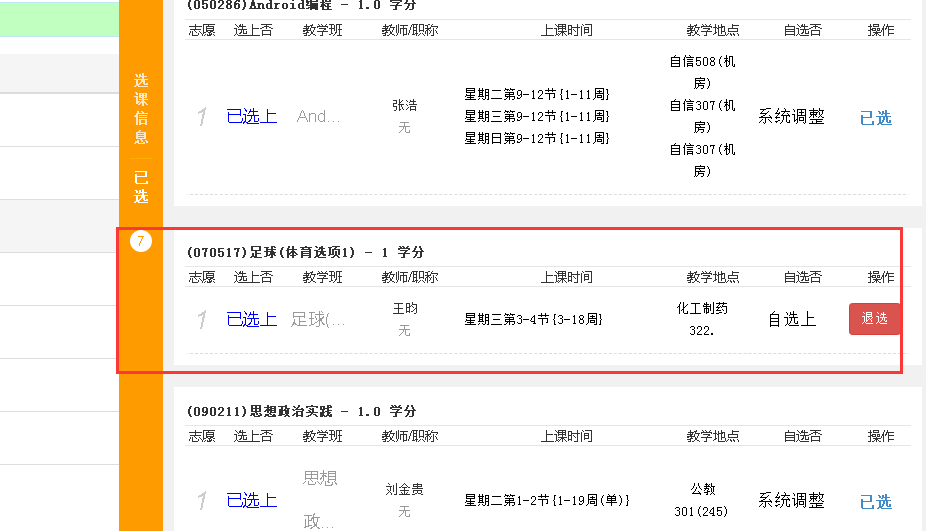 选课信息
已选
7
(050286)Android编程 - 1.0 学分
志愿 选上否 教学班 教师/职称 上课时间 教学地点 自选否 操作
1 已选上 And... 张浩 无
星期二第9-12节{1-11周}
星期三第9-12节{1-11周}
星期日第9-12节{1-11周}
自信508(机
房)
自信307(机
房)
自信307(机
房)
系统调整 已选
(070517)足球(体育选项1) - 1 学分
志愿 选上否 教学班 教师/职称 上课时间 教学地点 自选否 操作
1 已选上 足球(... 王昀 无
星期三第3-4节{3-18周}
化工制药
322.
自选上 退选
(090211)思想政治实践 - 1.0 学分
志愿 选上否 教学班 教师/职称 上课时间 教学地点 自选否 操作
1 已选上
思想
政...
刘金贵
无
星期二第1-2节{1-19周(单)}
公教
301(245)
系统调整 已选